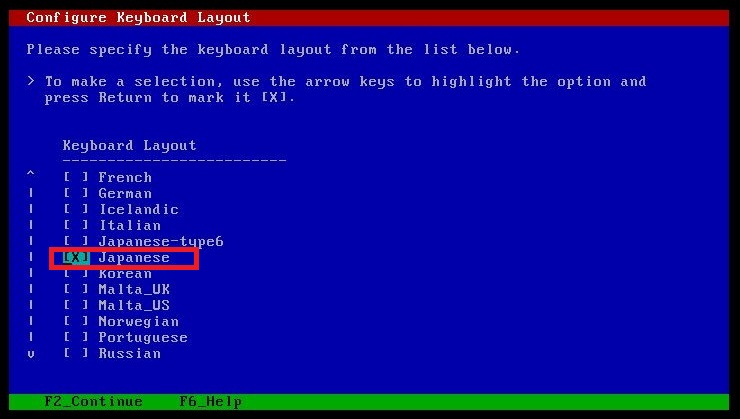 Configure Keyboard Layout
Please specify the keyboard layout from the list below.
> To make a selection, use the arrow keys to highlight the option and
press Return to mark it [X].
Keyboard Layout
-------------------------
^ [ ] French
| [ ] German
| [ ] Icelandic
| [ ] Italian
| [ ] Japanese-type6
| [X] Japanese
| [ ] Korean
| [ ] Malta_UK
| [ ] Malta_US
| [ ] Norwegian
| [ ] Portuguese
v [ ] Russian
F2_Continue F6_Help